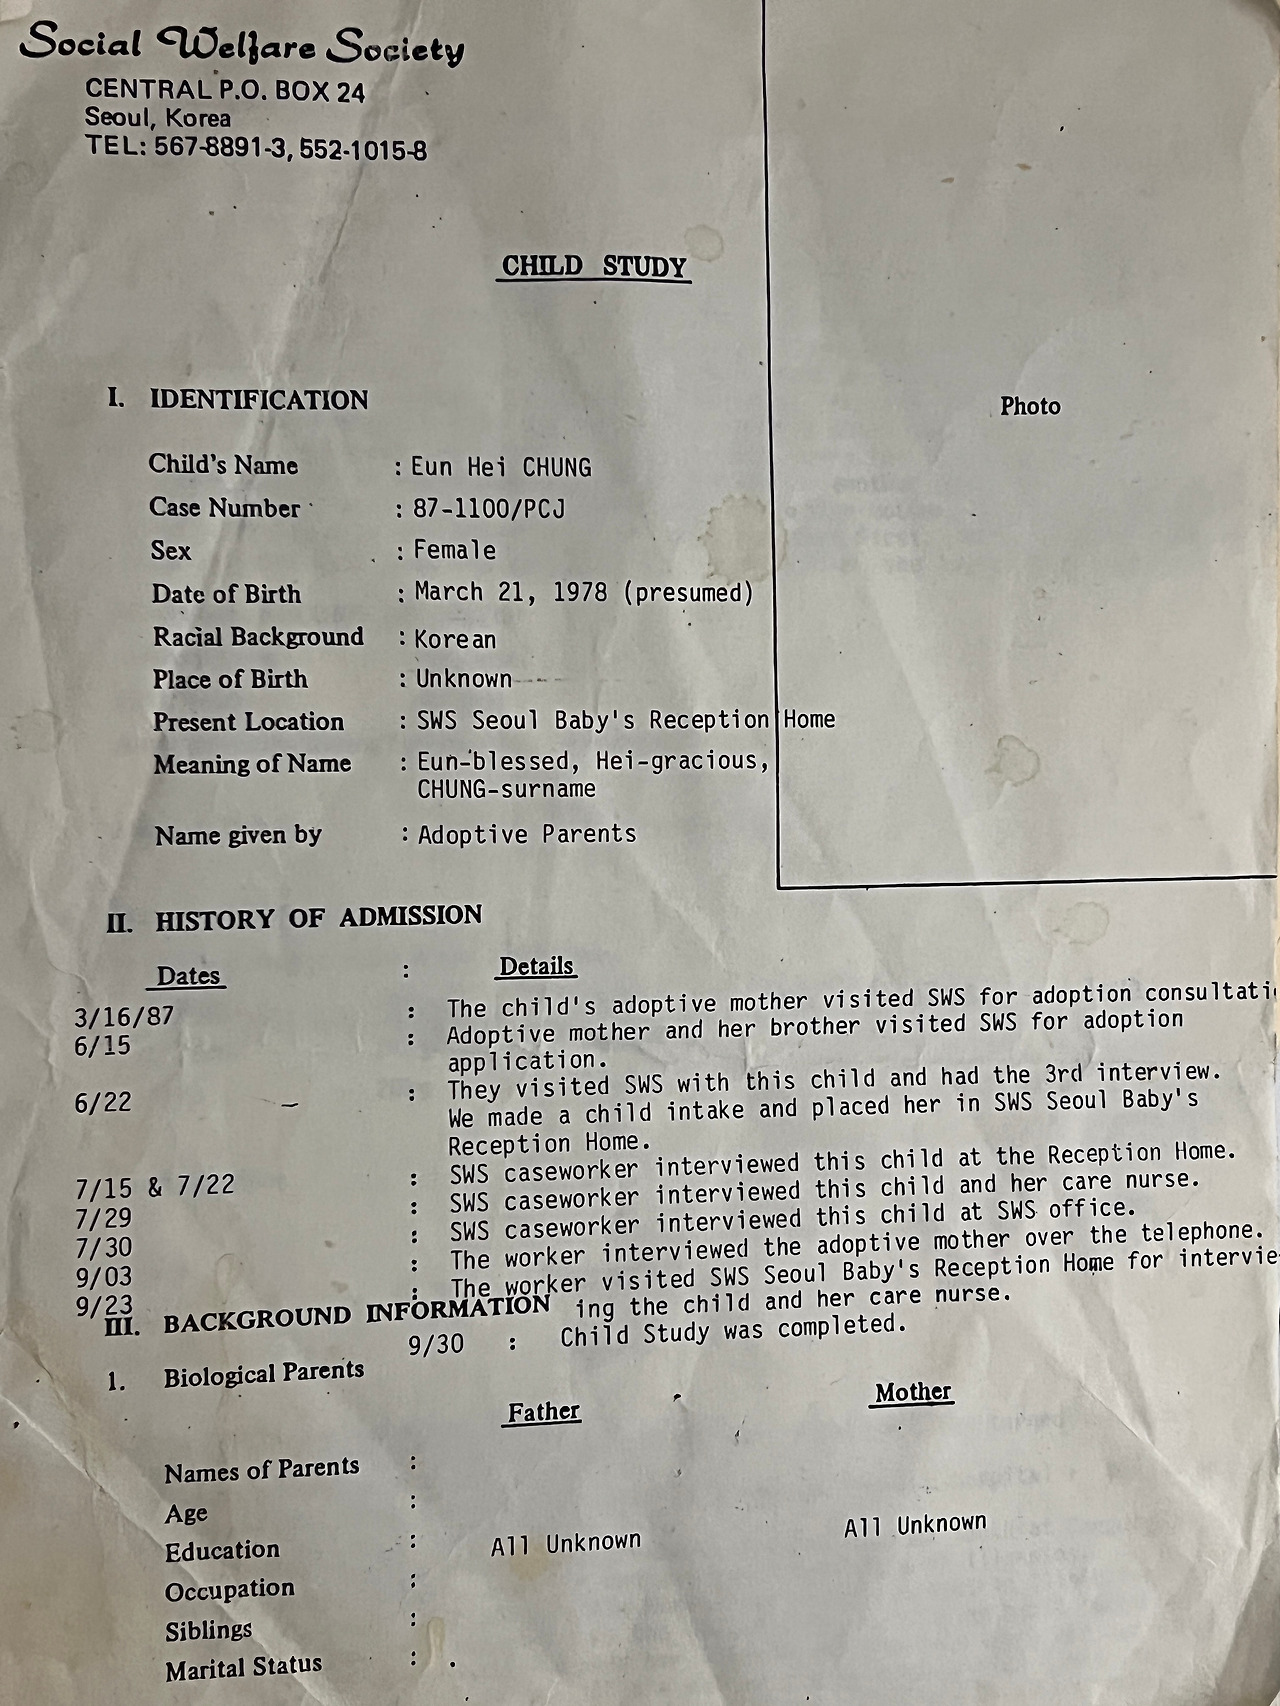 Social Welfare Society
CENTRAL P.O. BOX 24
Seoul, Korea
TEL: 567-8891-3, 552-1015-8
CHILD STUDY
I. IDENTIFICATION
Photo
Child's Name : Eun Hei CHUNG
Case Number : 87-1100/PCJ
Sex : Female
Date of Birth : March 21, 1978 (presumed)
Racial Background : Korean
Place of Birth : Unknown
Present Location : SWS Seoul Baby's Reception Home
Meaning of Name : Eun-blessed, Hei-gracious,
CHUNG-surname
Name given by : Adoptive Parents
II. HISTORY OF ADMISSION
Dates : Details
3/16/87 : The child's adoptive mother visited SWS for adoption consultati
6/15 : Adoptive mother and her brother visited SWS for adoption
application.
6/22 : They visited SWS with this child and had the 3rd interview.
We made a child intake and placed her in SWS Seoul Baby's
Reception Home.
7/15 & 7/22 : SWS caseworker interviewed this child at the Reception Home.
7/29 : SWS caseworker interviewed this child and her care nurse.
7/30 : SWS caseworker interviewed this child at SWS office.
9/03 : The worker interviewed the adoptive mother over the telephone.
9/23 : The worker visited SWS Seoul Baby's Reception Home for intervie
III. BACKGROUND INFORMATION ing the child and her care nurse.
9/30 : Child Study was completed.
1. Biological Parents
Father Mother
Names of Parents :
Age :
Education : All Unknown All Unknown
Occupation :
Siblings :
Marital Status : .